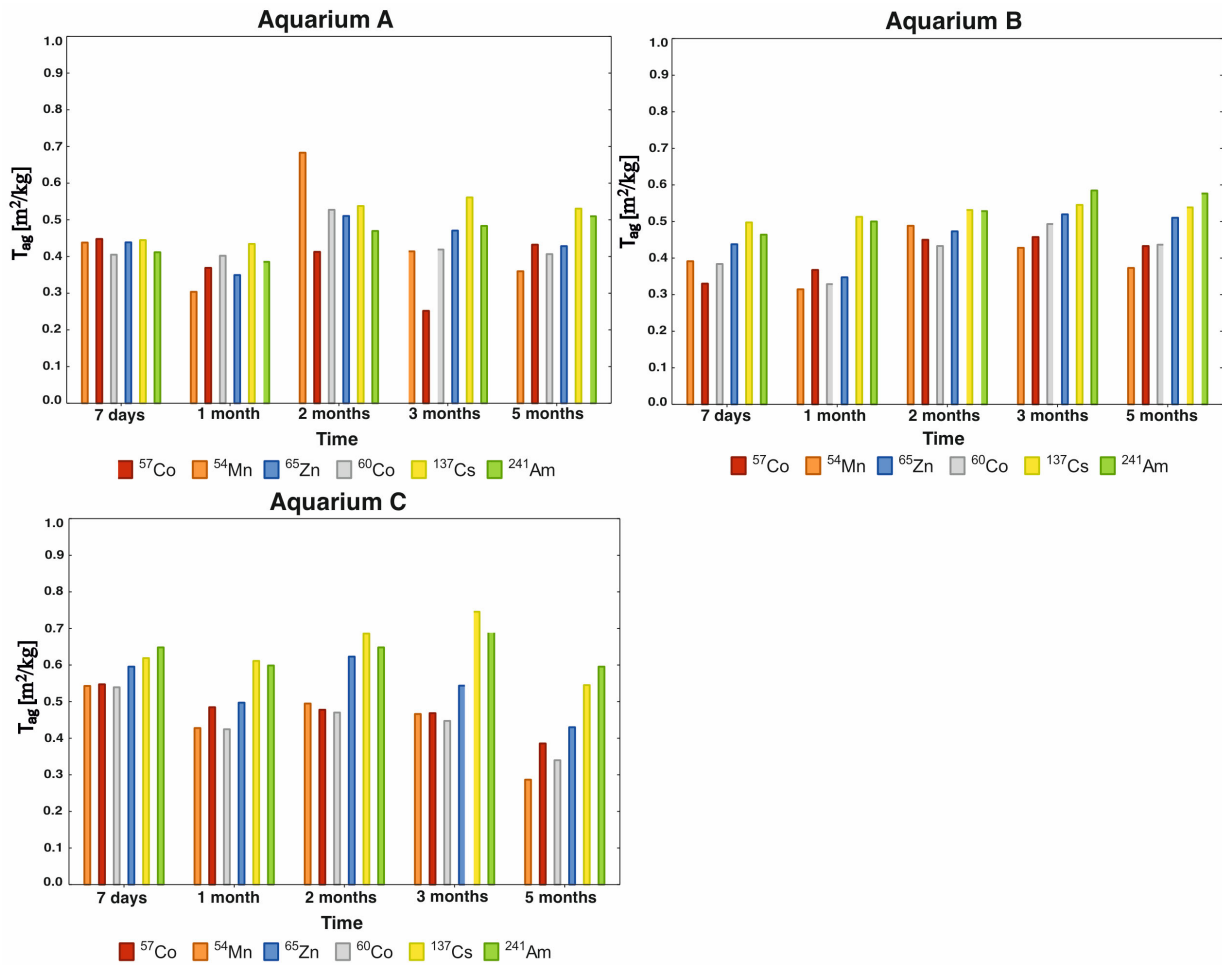 Aquarium A
1.0
0.9
0.8
0.7
0.6
0.5
0.4
0.3
0.2
0.1
0.0
T_ag [m²/kg]
7 days 1 month 2 months 3 months 5 months
Time
⁵⁷Co ⁵⁴Mn ⁶⁵Zn ⁶⁰Co ¹³⁷Cs ²⁴¹Am
Aquarium B
1.0
0.9
0.8
0.7
0.6
0.5
0.4
0.3
0.2
0.1
0.0
T_ag [m²/kg]
7 days 1 month 2 months 3 months 5 months
Time
⁵⁷Co ⁵⁴Mn ⁶⁵Zn ⁶⁰Co ¹³⁷Cs ²⁴¹Am
Aquarium C
1.0
0.9
0.8
0.7
0.6
0.5
0.4
0.3
0.2
0.1
0.0
T_ag [m²/kg]
7 days 1 month 2 months 3 months 5 months
Time
⁵⁷Co ⁵⁴Mn ⁶⁵Zn ⁶⁰Co ¹³⁷Cs ²⁴¹Am